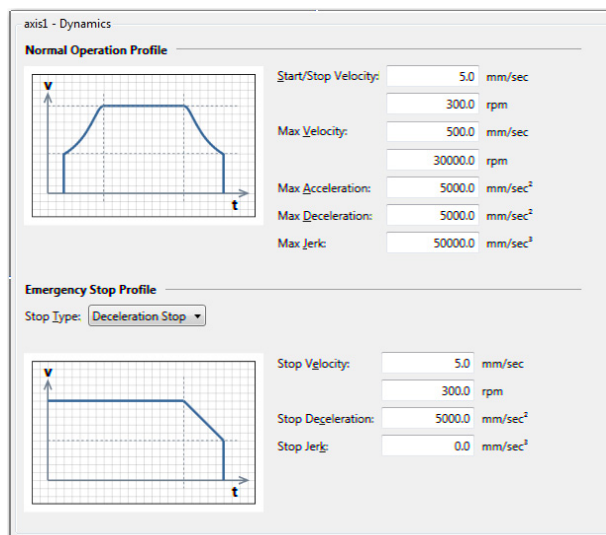 axis1 - Dynamics
Normal Operation Profile
v
t
Start/Stop Velocity: 5.0 mm/sec
300.0 rpm
Max Velocity: 500.0 mm/sec
30000.0 rpm
Max Acceleration: 5000.0 mm/sec²
Max Deceleration: 5000.0 mm/sec²
Max Jerk: 50000.0 mm/sec³
Emergency Stop Profile
Stop Type: Deceleration Stop
v
t
Stop Velocity: 5.0 mm/sec
300.0 rpm
Stop Deceleration: 5000.0 mm/sec²
Stop Jerk: 0.0 mm/sec³